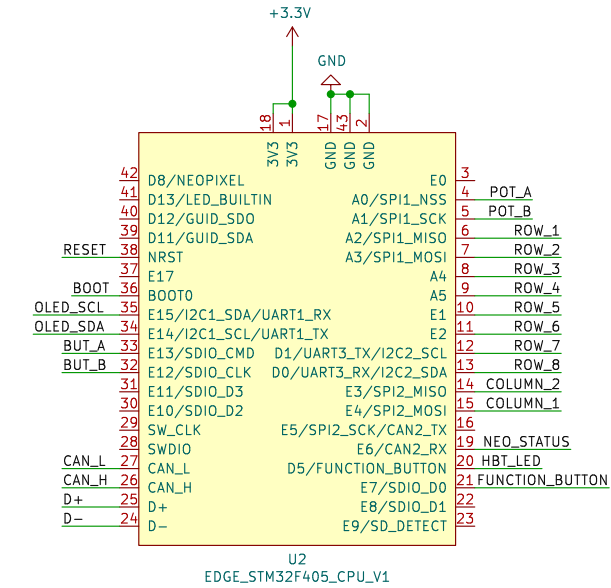 +3.3V
GND
18 3V3
1 3V3
17 GND
43 GND
2 GND
42 D8/NEOPIXEL
41 D13/LED_BUILTIN
40 D12/GUID_SDO
39 D11/GUID_SDA
RESET 38 NRST
37 E17
BOOT 36 BOOT0
OLED_SCL 35 E15/I2C1_SDA/UART1_RX
OLED_SDA 34 E14/I2C1_SCL/UART1_TX
BUT_A 33 E13/SDIO_CMD
BUT_B 32 E12/SDIO_CLK
31 E11/SDIO_D3
30 E10/SDIO_D2
29 SW_CLK
28 SWDIO
CAN_L 27 CAN_L
CAN_H 26 CAN_H
D+ 25 D+
D− 24 D−
E0 3
A0/SPI1_NSS 4 POT_A
A1/SPI1_SCK 5 POT_B
A2/SPI1_MISO 6 ROW_1
A3/SPI1_MOSI 7 ROW_2
A4 8 ROW_3
A5 9 ROW_4
E1 10 ROW_5
E2 11 ROW_6
D1/UART3_TX/I2C2_SCL 12 ROW_7
D0/UART3_RX/I2C2_SDA 13 ROW_8
E3/SPI2_MISO 14 COLUMN_2
E4/SPI2_MOSI 15 COLUMN_1
E5/SPI2_SCK/CAN2_TX 16
E6/CAN2_RX 19 NEO_STATUS
D5/FUNCTION_BUTTON 20 HBT_LED
E7/SDIO_D0 21 FUNCTION_BUTTON
E8/SDIO_D1 22
E9/SD_DETECT 23
U2
EDGE_STM32F405_CPU_V1